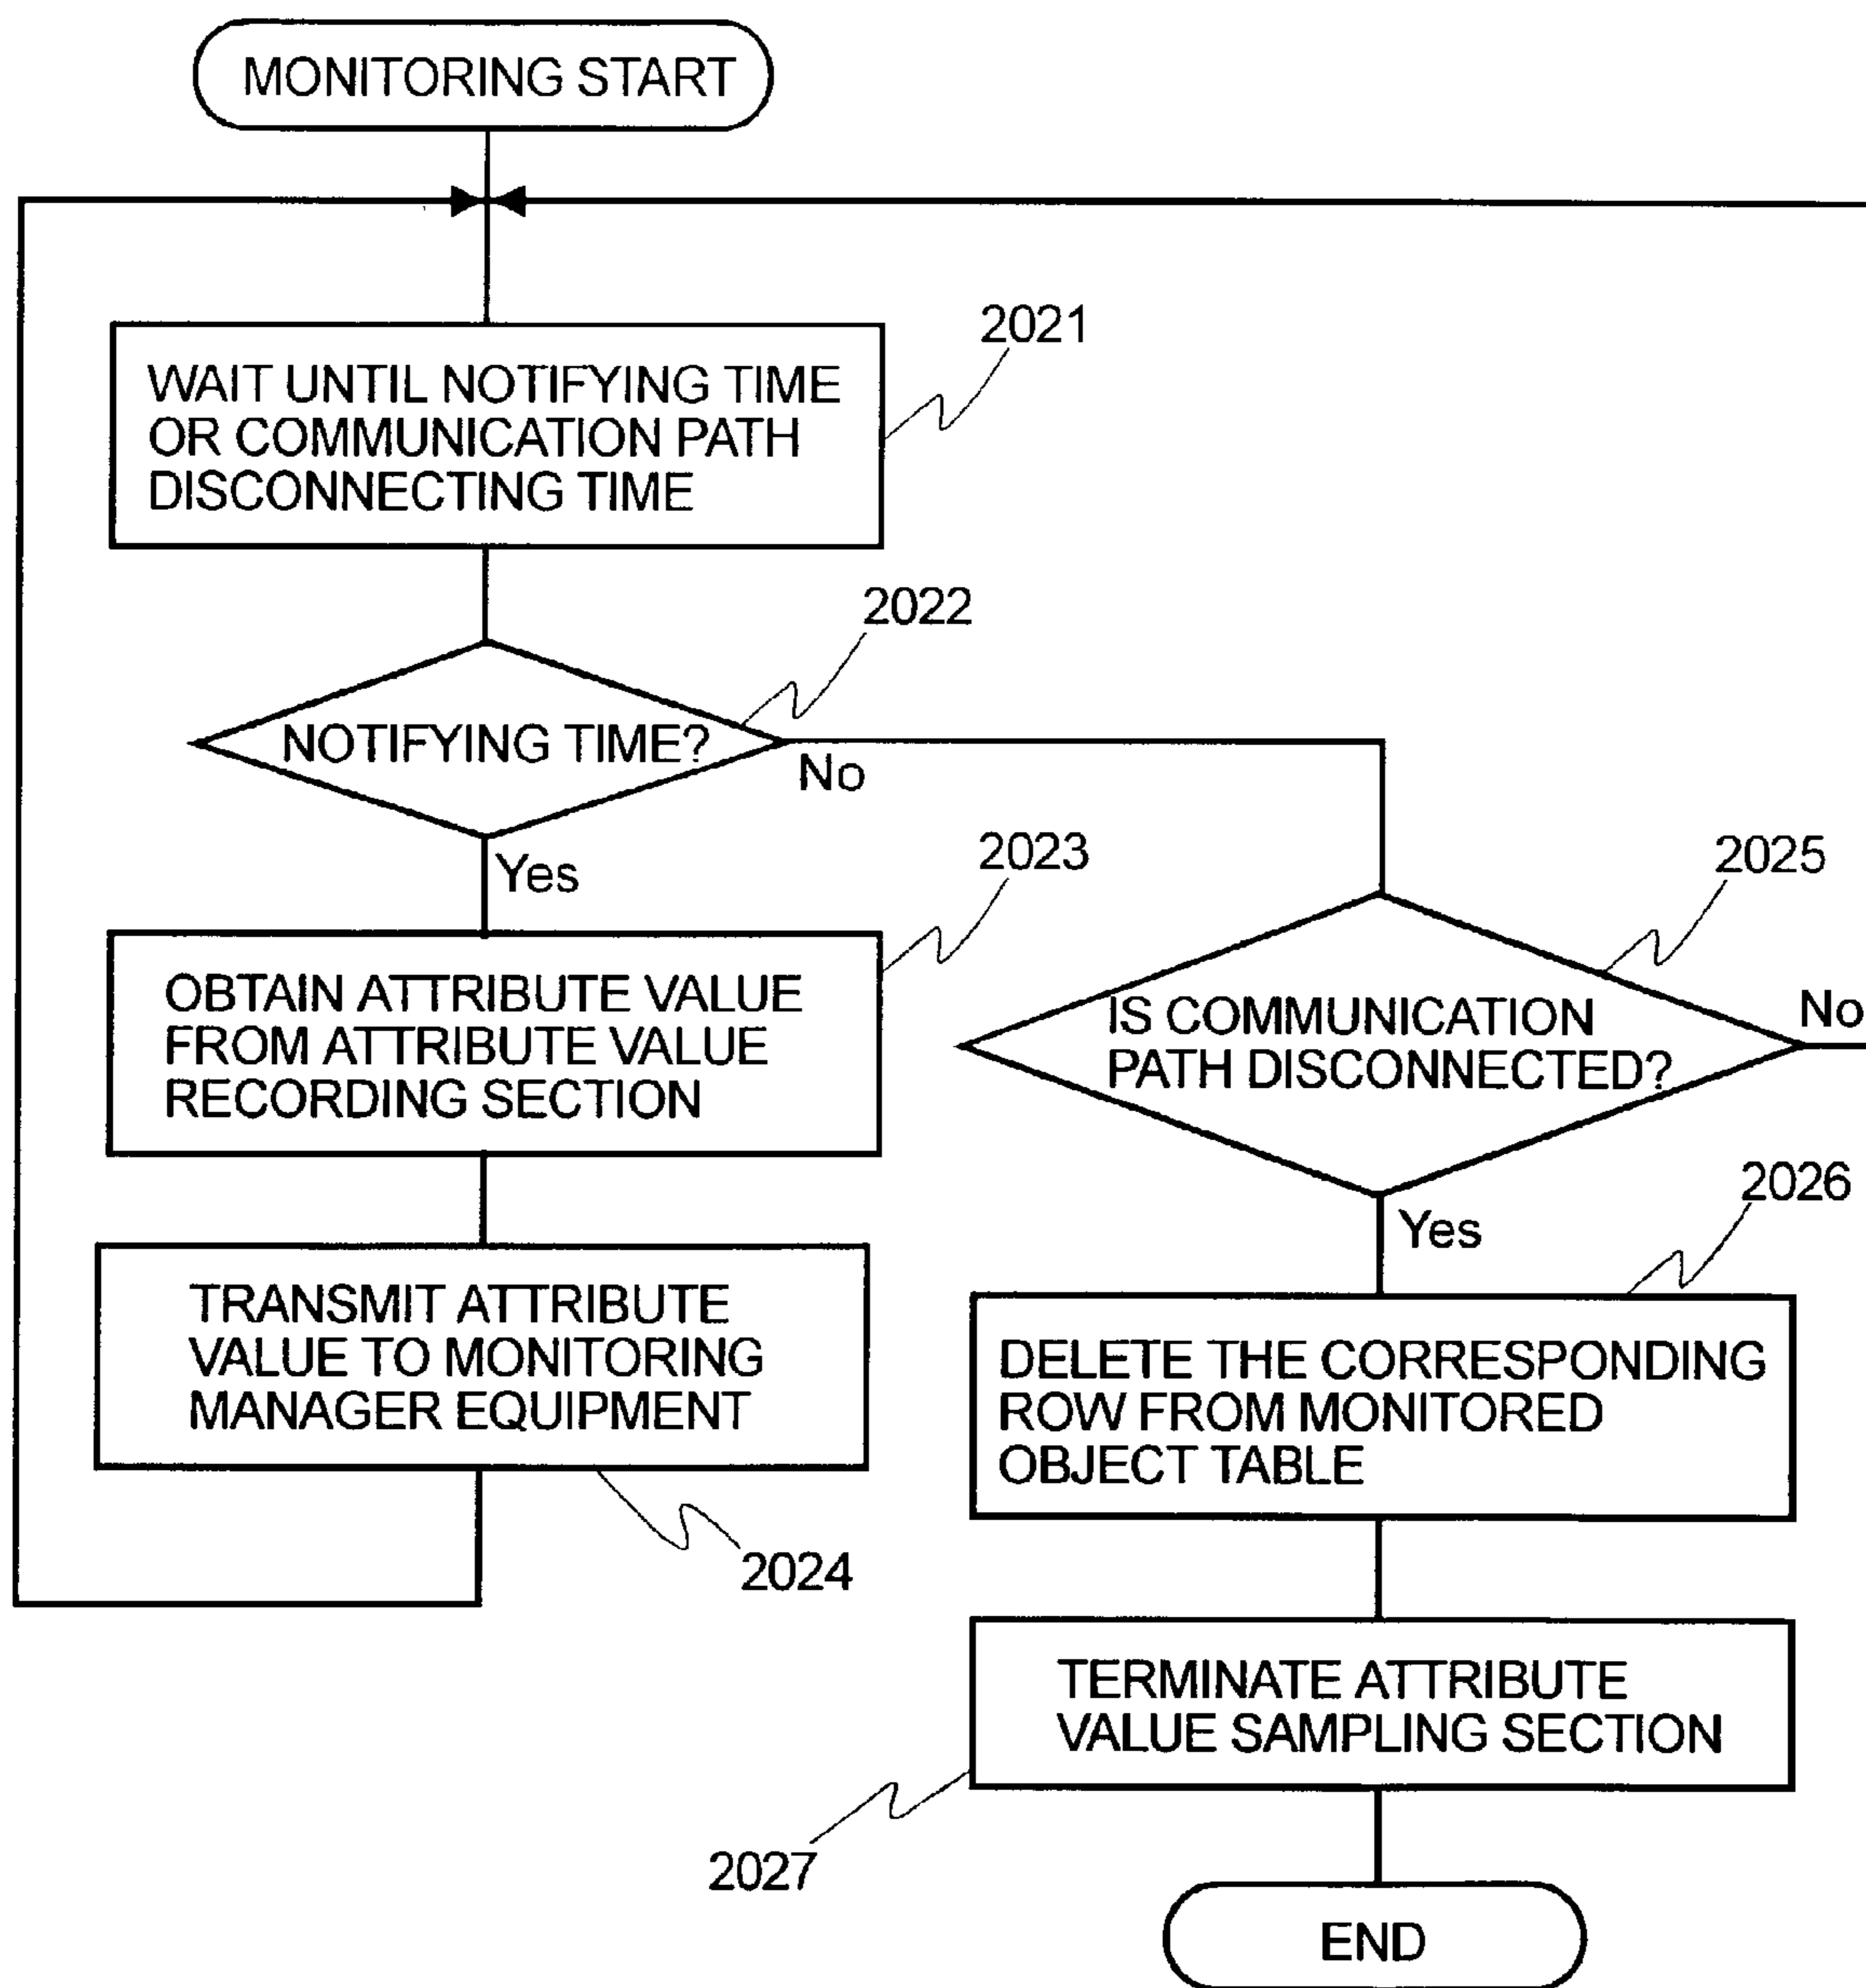 MONITORING START
2021
WAIT UNTIL NOTIFYING TIME
OR COMMUNICATION PATH
DISCONNECTING TIME
2022
NOTIFYING TIME?
No
Yes
2023
OBTAIN ATTRIBUTE VALUE
FROM ATTRIBUTE VALUE
RECORDING SECTION
2025
IS COMMUNICATION
PATH DISCONNECTED?
No
Yes
TRANSMIT ATTRIBUTE
VALUE TO MONITORING
MANAGER EQUIPMENT
2024
2026
DELETE THE CORRESPONDING
ROW FROM MONITORED
OBJECT TABLE
TERMINATE ATTRIBUTE
VALUE SAMPLING SECTION
2027
END